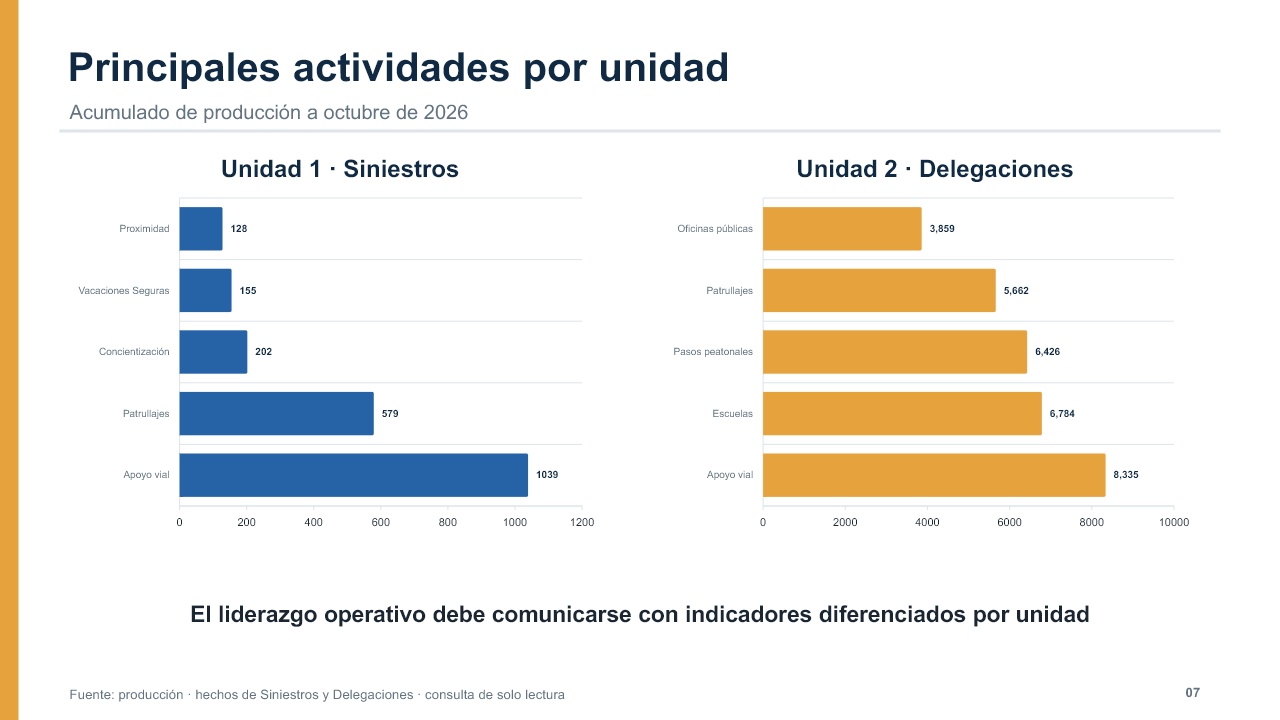 Principales actividades por unidad
Acumulado de producción a octubre de 2026
Unidad 1 · Siniestros
Proximidad 128
Vacaciones Seguras 155
Concientización 202
Patrullajes 579
Apoyo vial 1039
0 200 400 600 800 1000 1200
Unidad 2 · Delegaciones
Oficinas públicas 3,859
Patrullajes 5,662
Pasos peatonales 6,426
Escuelas 6,784
Apoyo vial 8,335
0 2000 4000 6000 8000 10000
El liderazgo operativo debe comunicarse con indicadores diferenciados por unidad
Fuente: producción · hechos de Siniestros y Delegaciones · consulta de solo lectura
07